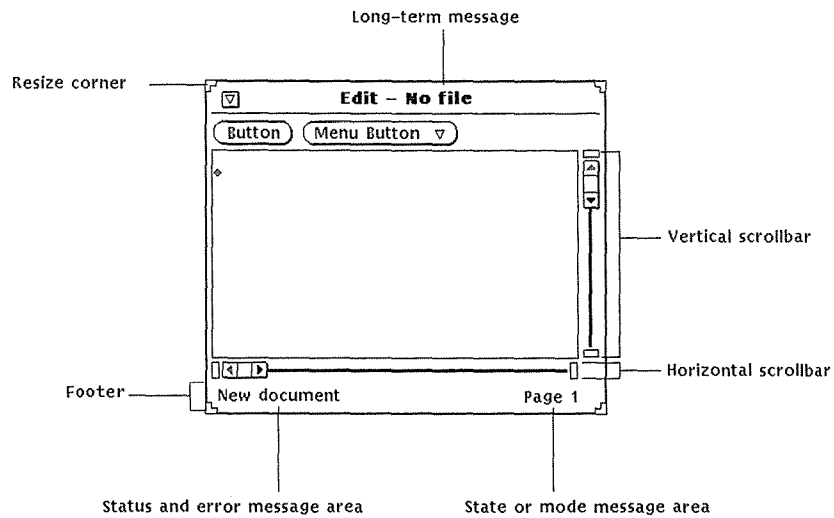 Long-term message
Resize corner
Edit – No file
Button
Menu Button
Vertical scrollbar
Horizontal scrollbar
Footer
New document
Page 1
Status and error message area
State or mode message area